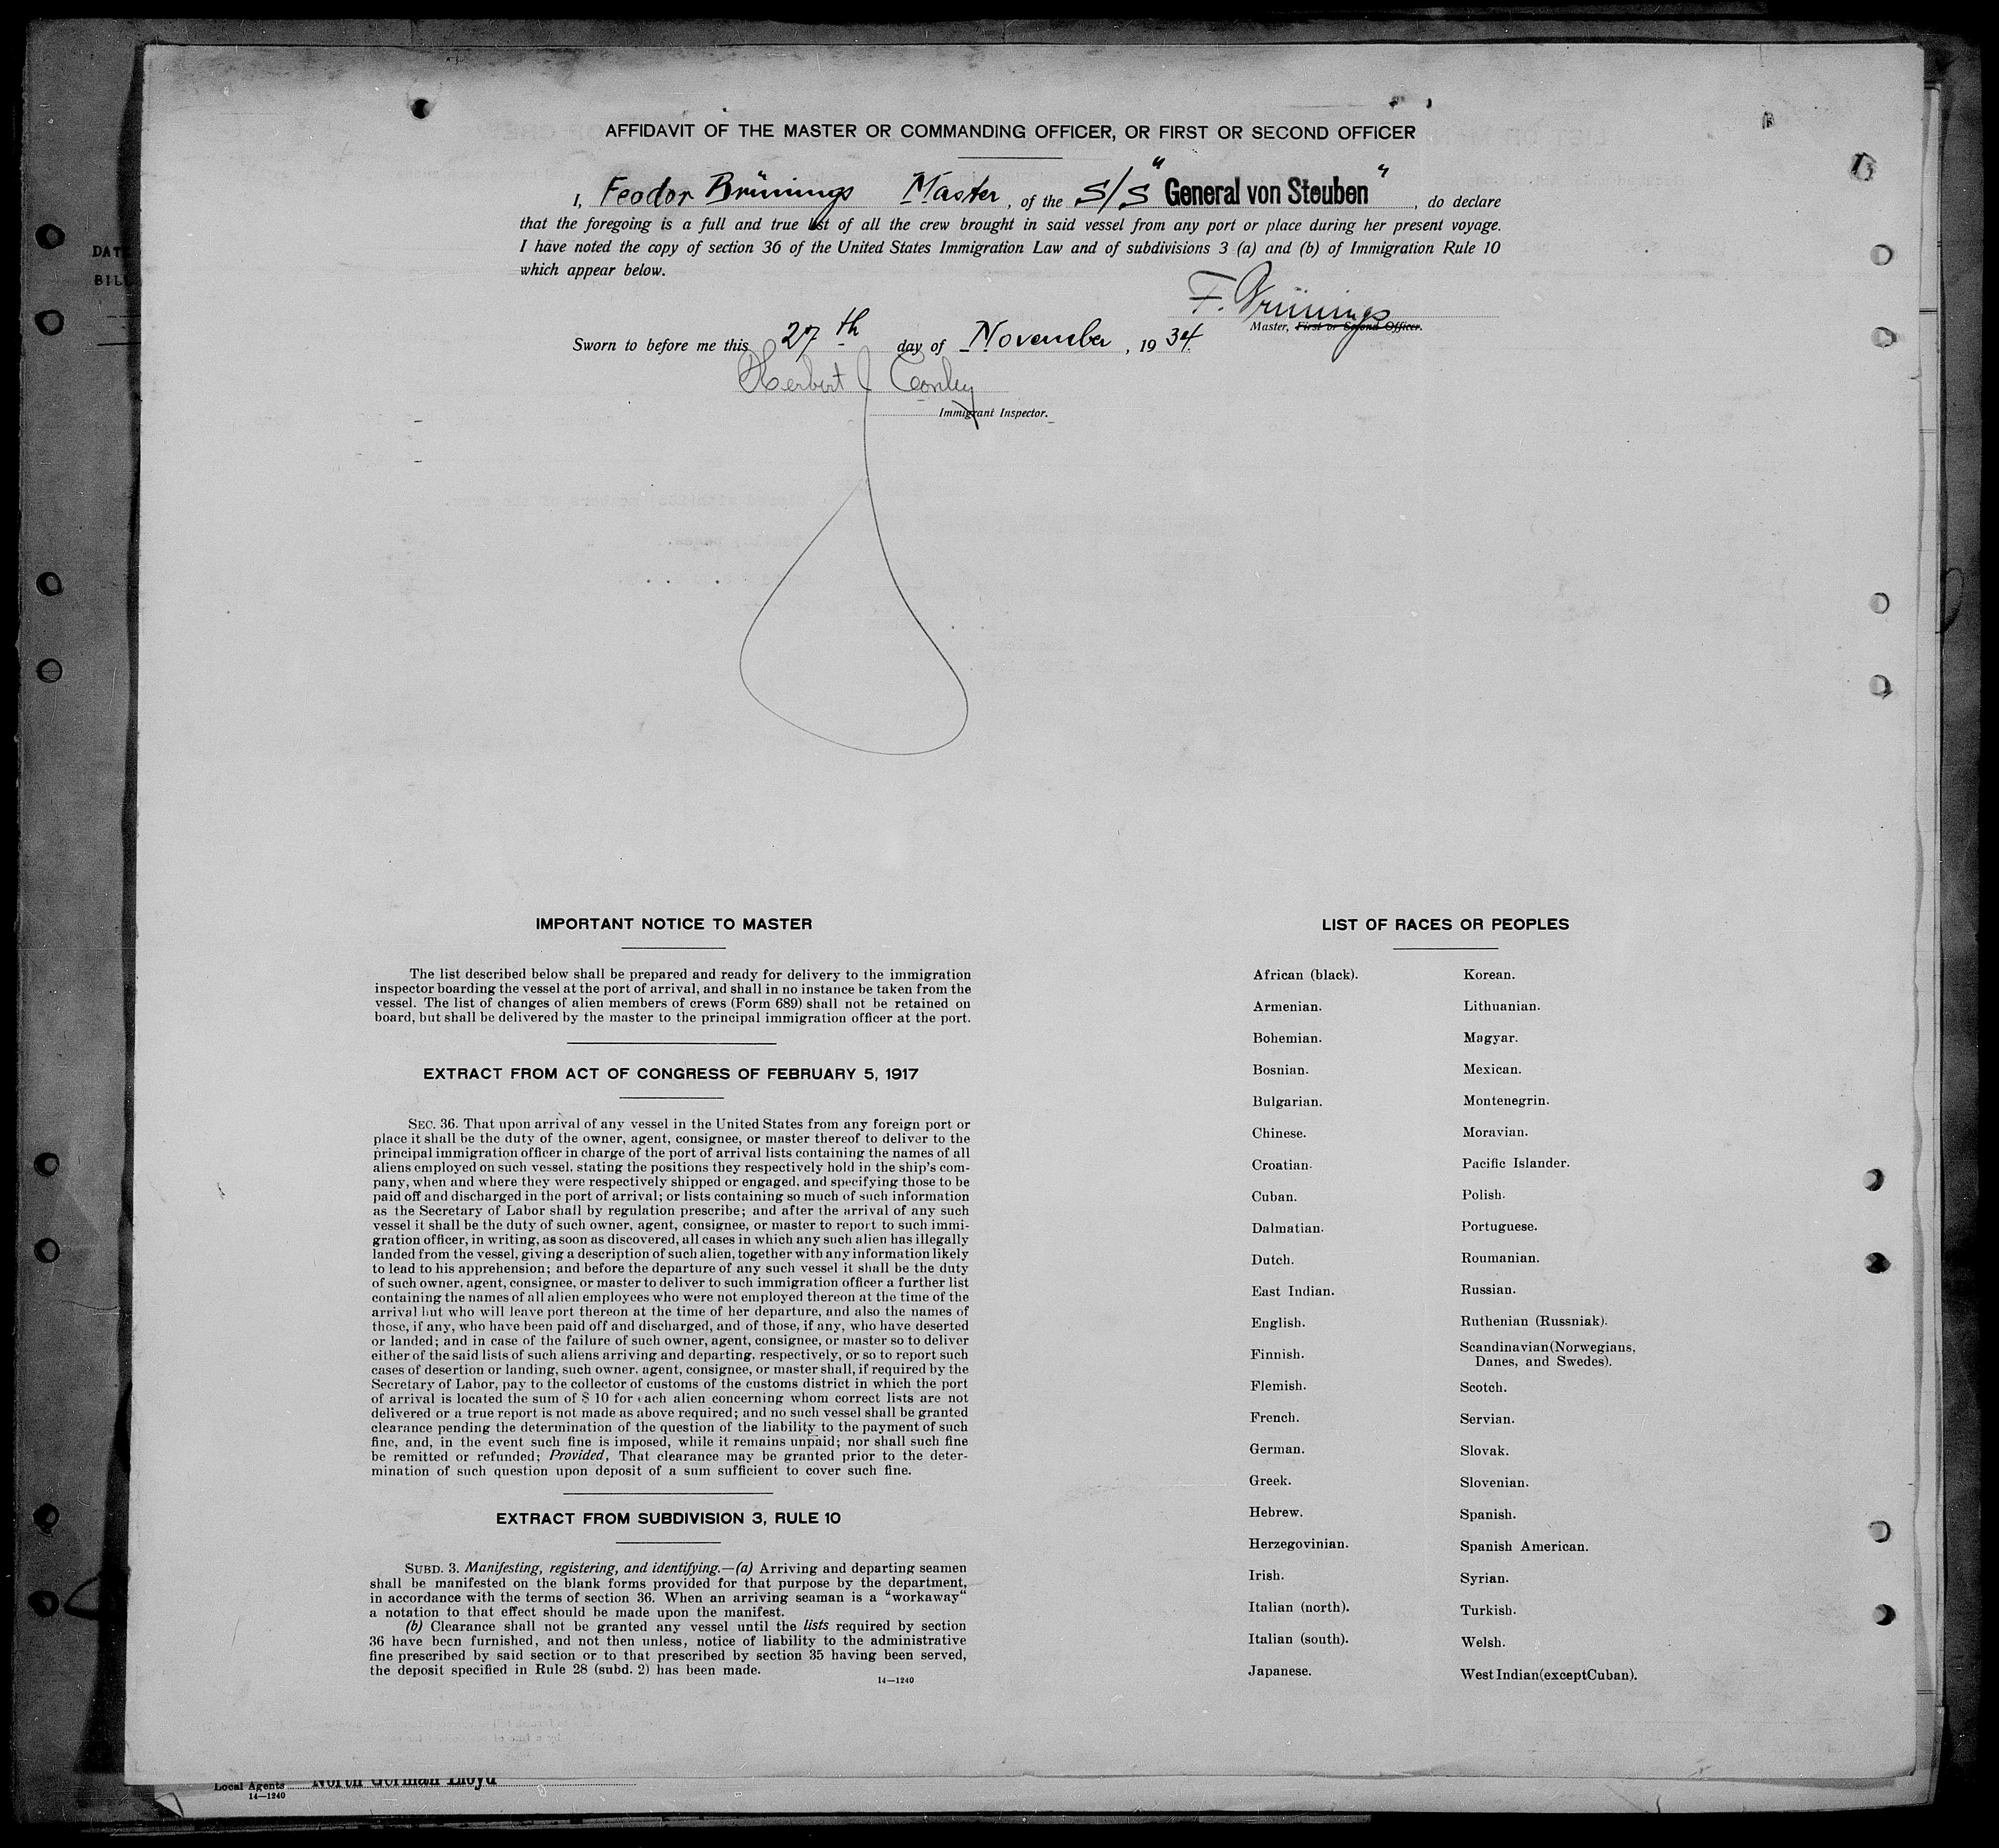 AFFIDAVIT OF THE MASTER OR COMMANDING OFFICER, OR FIRST OR SECOND OFFICER
I, Feodor Brünings Master, of the S/S "General von Steuben", do declare
that the foregoing is a full and true list of all the crew brought in said vessel from any port or place during her present voyage.
I have noted the copy of section 36 of the United States Immigration Law and of subdivisions 3 (a) and (b) of Immigration Rule 10
which appear below.
F. Brünings
Master, First or Second Officer.
Sworn to before me this 27th day of November, 1934.
Herbert J Conley
Immigrant Inspector.
DAT
BILL
IMPORTANT NOTICE TO MASTER
The list described below shall be prepared and ready for delivery to the immigration
inspector boarding the vessel at the port of arrival, and shall in no instance be taken from the
vessel. The list of changes of alien members of crews (Form 689) shall not be retained on
board, but shall be delivered by the master to the principal immigration officer at the port.
EXTRACT FROM ACT OF CONGRESS OF FEBRUARY 5, 1917
SEC. 36. That upon arrival of any vessel in the United States from any foreign port or
place it shall be the duty of the owner, agent, consignee, or master thereof to deliver to the
principal immigration officer in charge of the port of arrival lists containing the names of all
aliens employed on such vessel, stating the positions they respectively hold in the ship's com-
pany, when and where they were respectively shipped or engaged, and specifying those to be
paid off and discharged in the port of arrival; or lists containing so much of such information
as the Secretary of Labor shall by regulation prescribe; and after the arrival of any such
vessel it shall be the duty of such owner, agent, consignee, or master to report to such immi-
gration officer, in writing, as soon as discovered, all cases in which any such alien has illegally
landed from the vessel, giving a description of such alien, together with any information likely
to lead to his apprehension; and before the departure of any such vessel it shall be the duty
of such owner, agent, consignee, or master to deliver to such immigration officer a further list
containing the names of all alien employees who were not employed thereon at the time of the
arrival but who will leave port thereon at the time of her departure, and also the names of
those, if any, who have been paid off and discharged, and of those, if any, who have deserted
or landed; and in case of the failure of such owner, agent, consignee, or master so to deliver
either of the said lists of such aliens arriving and departing, respectively, or so to report such
cases of desertion or landing, such owner, agent, consignee, or master shall, if required by the
Secretary of Labor, pay to the collector of customs of the customs district in which the port
of arrival is located the sum of $ 10 for each alien concerning whom correct lists are not
delivered or a true report is not made as above required; and no such vessel shall be granted
clearance pending the determination of the question of the liability to the payment of such
fine, and, in the event such fine is imposed, while it remains unpaid; nor shall such fine
be remitted or refunded; Provided, That clearance may be granted prior to the deter-
mination of such question upon deposit of a sum sufficient to cover such fine.
EXTRACT FROM SUBDIVISION 3, RULE 10
SUBD. 3. Manifesting, registering, and identifying.—(a) Arriving and departing seamen
shall be manifested on the blank forms provided for that purpose by the department,
in accordance with the terms of section 36. When an arriving seaman is a "workaway"
a notation to that effect should be made upon the manifest.
(b) Clearance shall not be granted any vessel until the lists required by section
36 have been furnished, and not then unless, notice of liability to the administrative
fine prescribed by said section or to that prescribed by section 35 having been served,
the deposit specified in Rule 28 (subd. 2) has been made.
14—1240
LIST OF RACES OR PEOPLES
African (black).
Armenian.
Bohemian.
Bosnian.
Bulgarian.
Chinese.
Croatian.
Cuban.
Dalmatian.
Dutch.
East Indian.
English.
Finnish.
Flemish.
French.
German.
Greek.
Hebrew.
Herzegovinian.
Irish.
Italian (north).
Italian (south).
Japanese.
Korean.
Lithuanian.
Magyar.
Mexican.
Montenegrin.
Moravian.
Pacific Islander.
Polish.
Portuguese.
Roumanian.
Russian.
Ruthenian (Russniak).
Scandinavian (Norwegians,
Danes, and Swedes).
Scotch.
Servian.
Slovak.
Slovenian.
Spanish.
Spanish American.
Syrian.
Turkish.
Welsh.
West Indian (except Cuban).
Local Agents North German Lloyd
14—1240